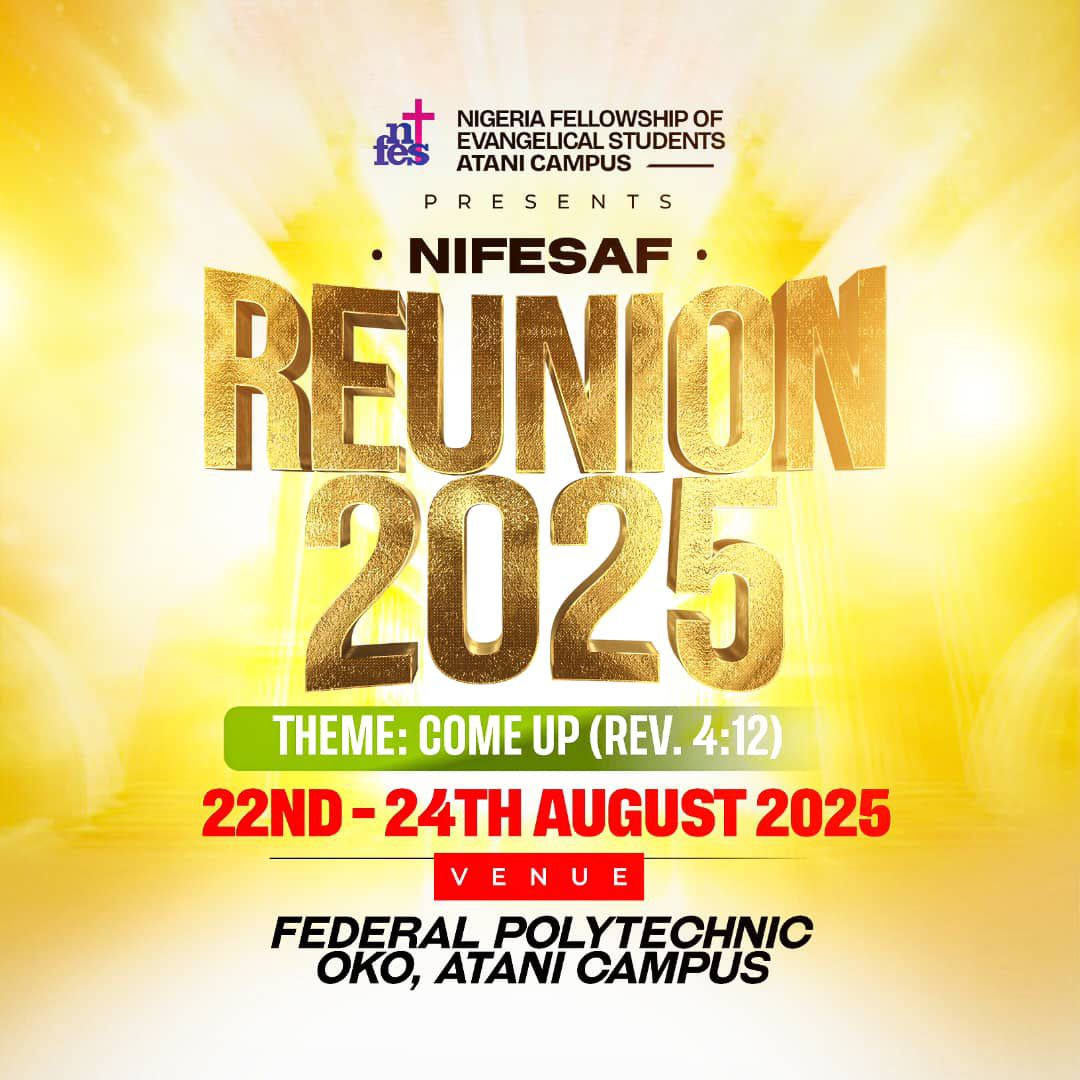 nfes
NIGERIA FELLOWSHIP OF
EVANGELICAL STUDENTS
ATANI CAMPUS
PRESENTS
• NIFESAF •
REUNION
2025
THEME: COME UP (REV. 4:12)
22ND - 24TH AUGUST 2025
VENUE
FEDERAL POLYTECHNIC
OKO, ATANI CAMPUS